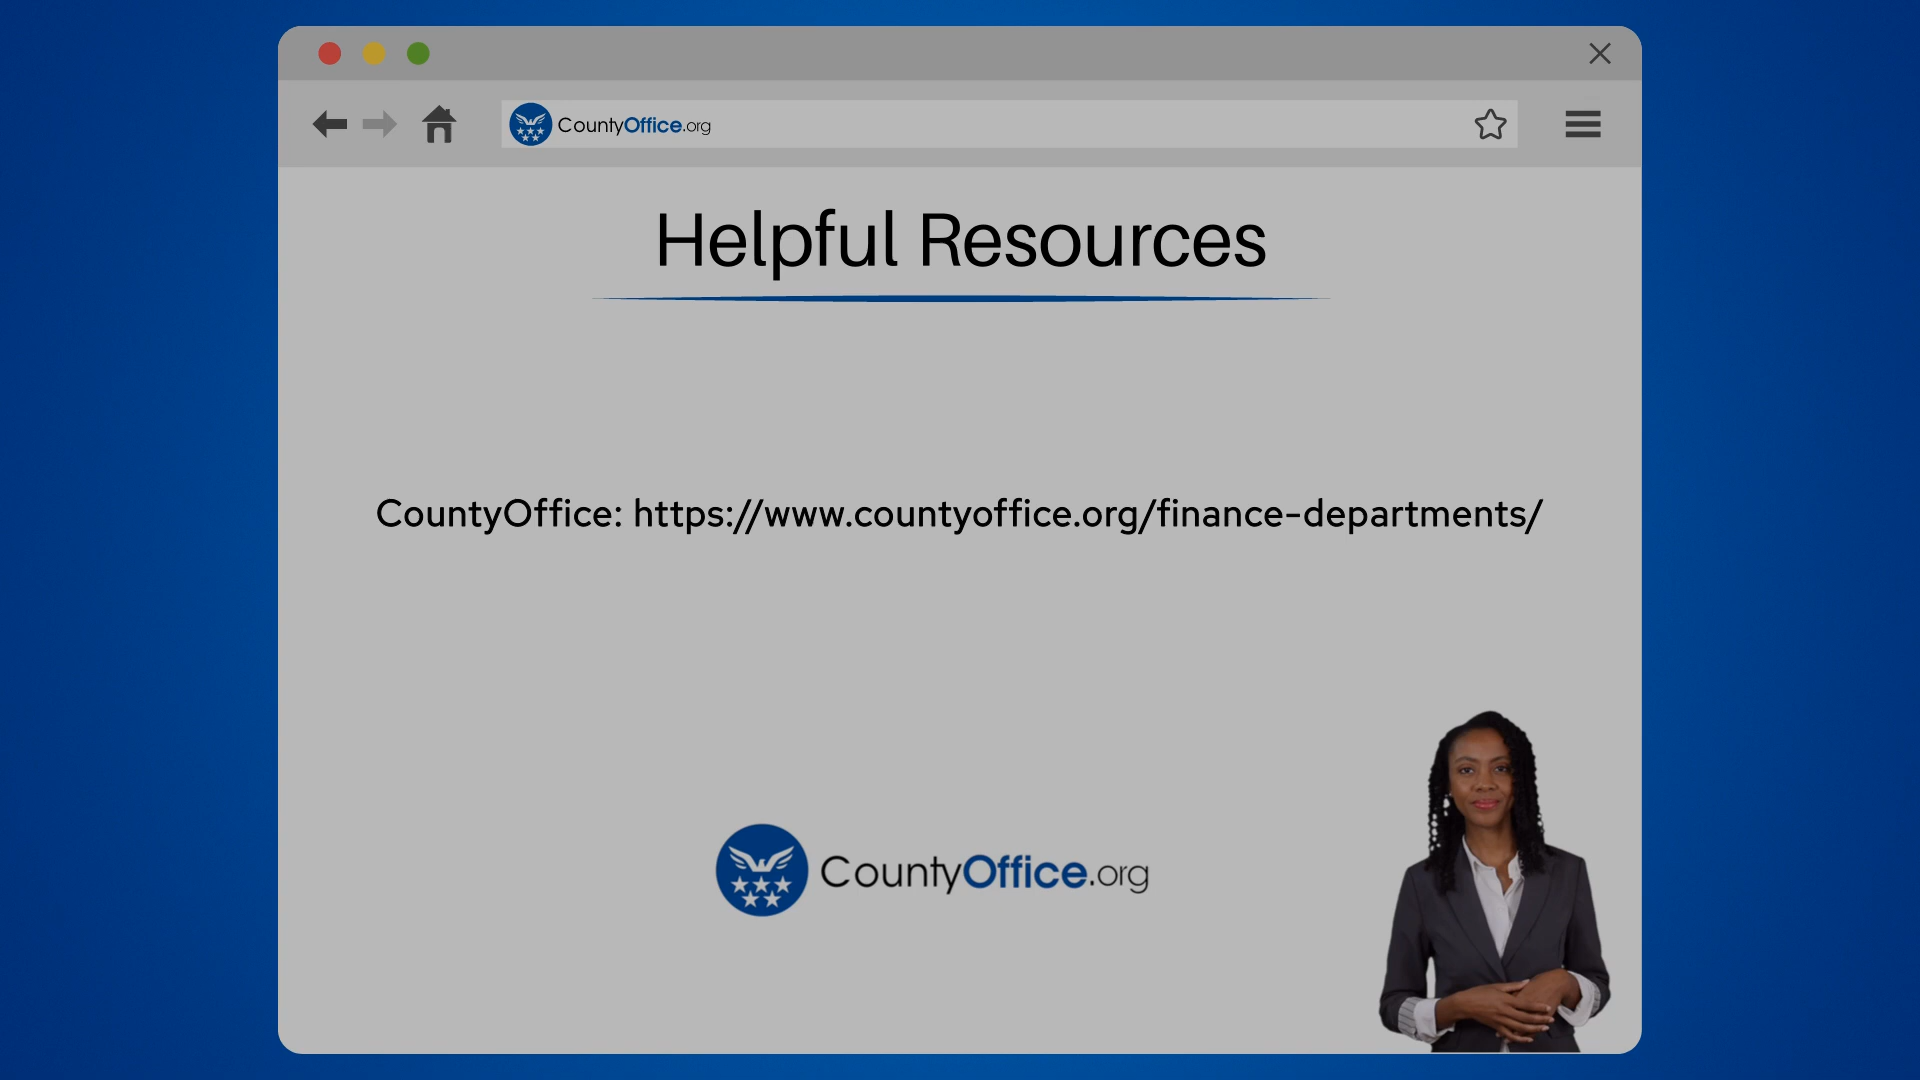 CountyOffice.org
Helpful Resources
CountyOffice: https://www.countyoffice.org/finance-departments/
CountyOffice.org